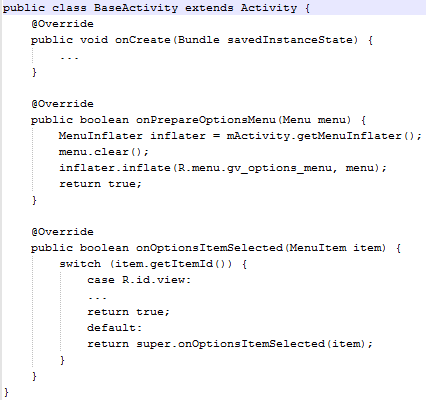 public class BaseActivity extends Activity {
    @Override
    public void onCreate(Bundle savedInstanceState) {
        ...
    }

    @Override
    public boolean onPrepareOptionsMenu(Menu menu) {
        MenuInflater inflater = mActivity.getMenuInflater();
        menu.clear();
        inflater.inflate(R.menu.gv_options_menu, menu);
        return true;
    }

    @Override
    public boolean onOptionsItemSelected(MenuItem item) {
        switch (item.getItemId()) {
            case R.id.view:
            ...
            return true;
            default:
            return super.onOptionsItemSelected(item);
        }
    }
}